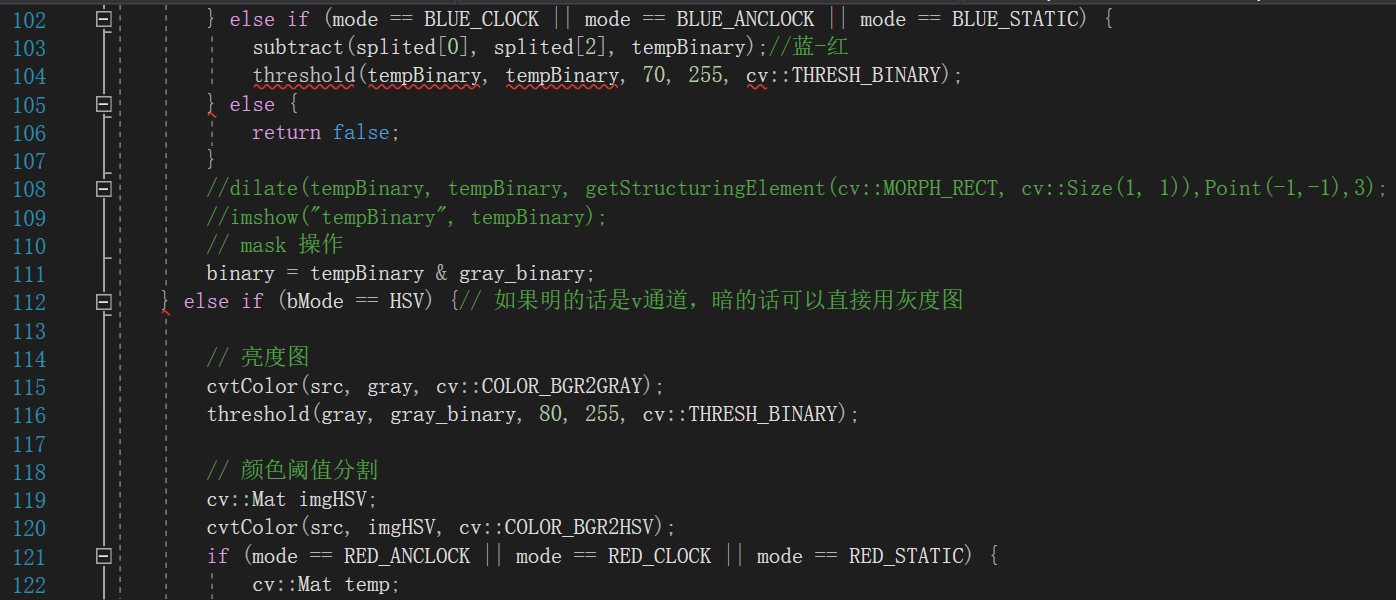 102 } else if (mode == BLUE_CLOCK || mode == BLUE_ANCLOCK || mode == BLUE_STATIC) {
103 subtract(splited[0], splited[2], tempBinary);//蓝-红
104 threshold(tempBinary, tempBinary, 70, 255, cv::THRESH_BINARY);
105 } else {
106 return false;
107 }
108 //dilate(tempBinary, tempBinary, getStructuringElement(cv::MORPH_RECT, cv::Size(1, 1)),Point(-1,-1),3);
109 //imshow("tempBinary", tempBinary);
110 // mask 操作
111 binary = tempBinary & gray_binary;
112 } else if (bMode == HSV) {// 如果明的话是v通道，暗的话可以直接用灰度图
113
114 // 亮度图
115 cvtColor(src, gray, cv::COLOR_BGR2GRAY);
116 threshold(gray, gray_binary, 80, 255, cv::THRESH_BINARY);
117
118 // 颜色阈值分割
119 cv::Mat imgHSV;
120 cvtColor(src, imgHSV, cv::COLOR_BGR2HSV);
121 if (mode == RED_ANCLOCK || mode == RED_CLOCK || mode == RED_STATIC) {
122 cv::Mat temp;